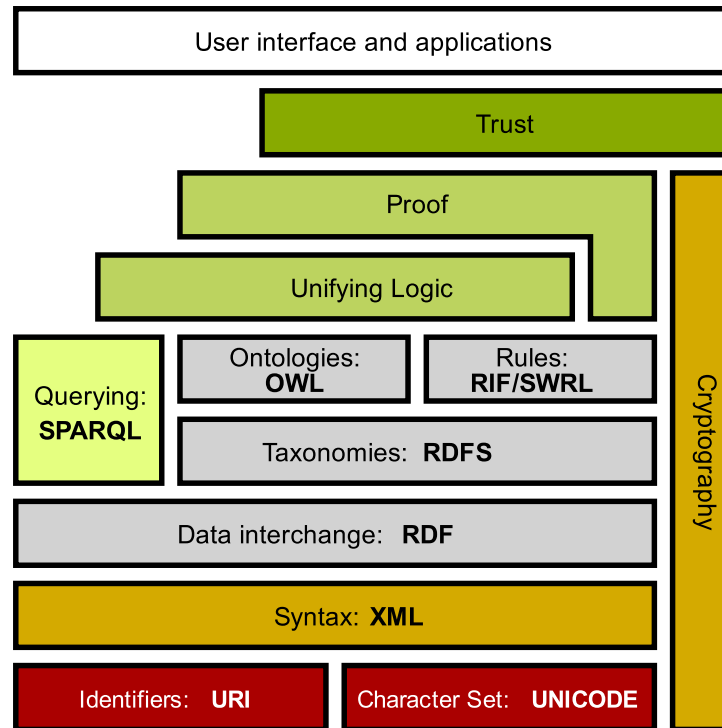 User interface and applications
Trust
Proof
Unifying Logic
Ontologies:
OWL
Rules:
RIF/SWRL
Querying:
SPARQL
Taxonomies: RDFS
Cryptography
Data interchange: RDF
Syntax: XML
Identifiers: URI
Character Set: UNICODE